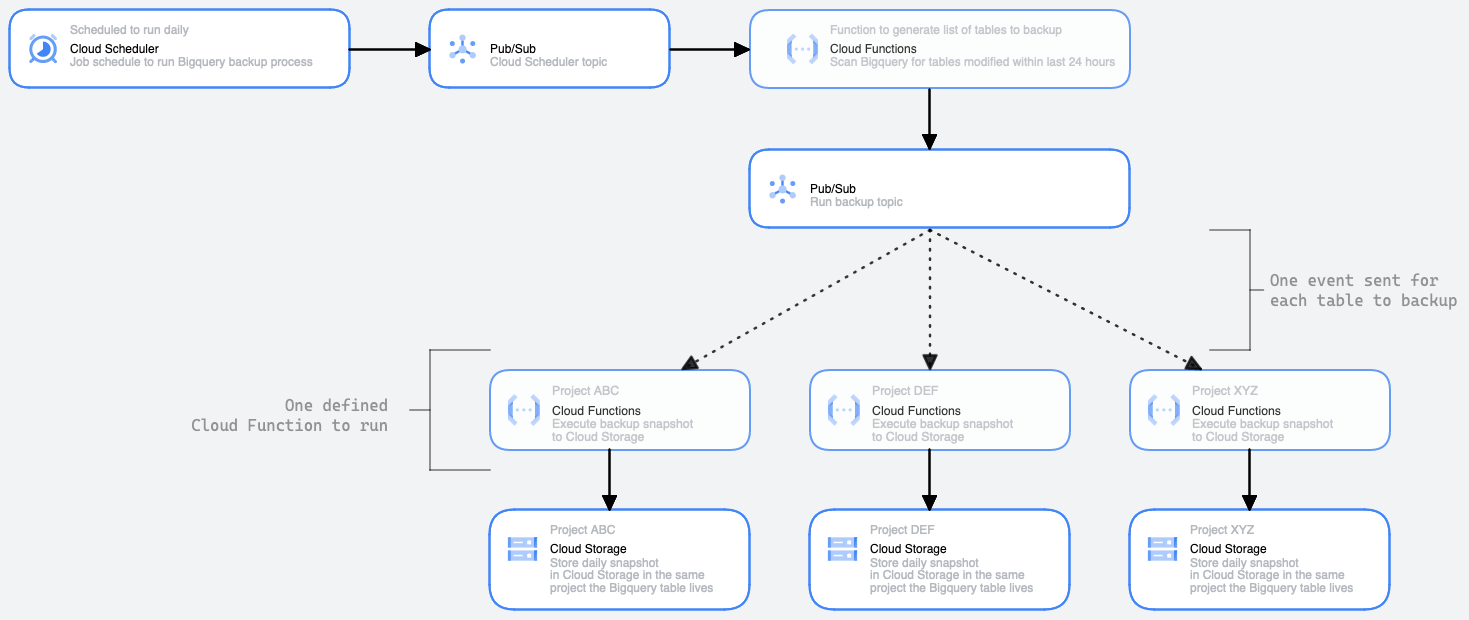 Scheduled to run daily
Cloud Scheduler
Job schedule to run Bigquery backup process
Pub/Sub
Cloud Scheduler topic
Function to generate list of tables to backup
Cloud Functions
Scan Bigquery for tables modified within last 24 hours
Pub/Sub
Run backup topic
One event sent for
each table to backup
One defined
Cloud Function to run
Project ABC
Cloud Functions
Execute backup snapshot
to Cloud Storage
Project DEF
Cloud Functions
Execute backup snapshot
to Cloud Storage
Project XYZ
Cloud Functions
Execute backup snapshot
to Cloud Storage
Project ABC
Cloud Storage
Store daily snapshot
in Cloud Storage in the same
project the Bigquery table lives
Project DEF
Cloud Storage
Store daily snapshot
in Cloud Storage in the same
project the Bigquery table lives
Project XYZ
Cloud Storage
Store daily snapshot
in Cloud Storage in the same
project the Bigquery table lives